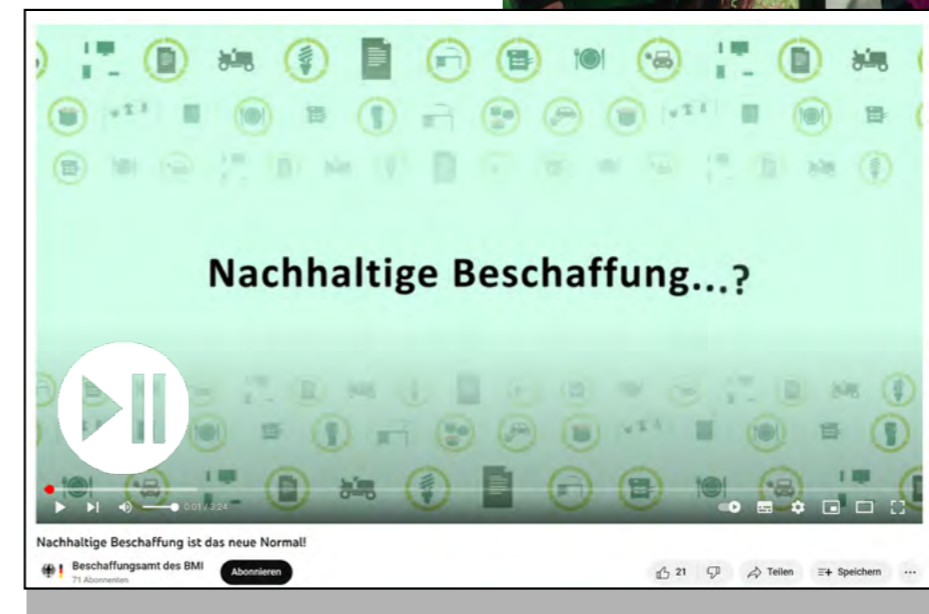 Nachhaltige Beschaffung...?
0:01 / 3:24
Nachhaltige Beschaffung ist das neue Normal!
Beschaffungsamt des BMI
71 Abonnenten
Abonnieren
21
Teilen
Speichern